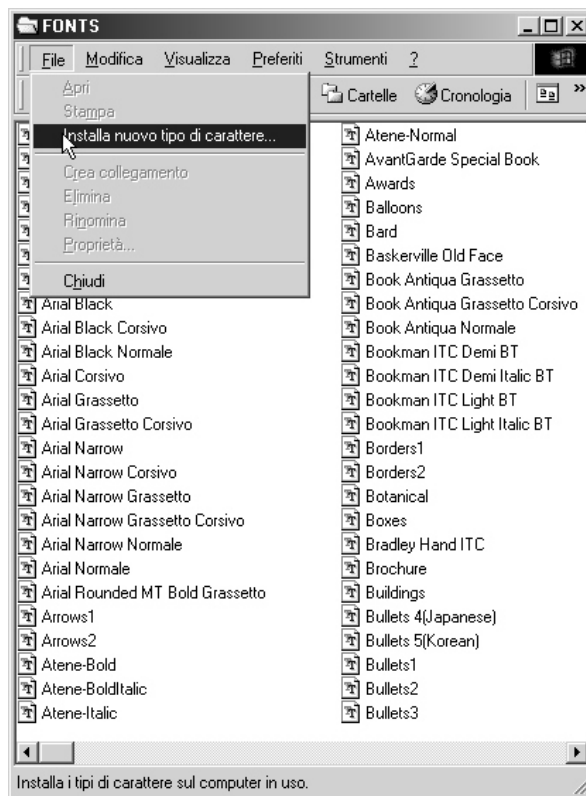 FONTS
File Modifica Visualizza Preferiti Strumenti ?
Cartelle Cronologia »
Apri
Stampa
Installa nuovo tipo di carattere...
Crea collegamento
Elimina
Rinomina
Proprietà...
Chiudi
Arial Black
Arial Black Corsivo
Arial Black Normale
Arial Corsivo
Arial Grassetto
Arial Grassetto Corsivo
Arial Narrow
Arial Narrow Corsivo
Arial Narrow Grassetto
Arial Narrow Grassetto Corsivo
Arial Narrow Normale
Arial Normale
Arial Rounded MT Bold Grassetto
Arrows1
Arrows2
Atene-Bold
Atene-BoldItalic
Atene-Italic
Atene-Normal
AvantGarde Special Book
Awards
Balloons
Bard
Baskerville Old Face
Book Antiqua Grassetto
Book Antiqua Grassetto Corsivo
Book Antiqua Normale
Bookman ITC Demi BT
Bookman ITC Demi Italic BT
Bookman ITC Light BT
Bookman ITC Light Italic BT
Borders1
Borders2
Botanical
Boxes
Bradley Hand ITC
Brochure
Buildings
Bullets 4(Japanese)
Bullets 5(Korean)
Bullets1
Bullets2
Bullets3
Installa i tipi di carattere sul computer in uso.